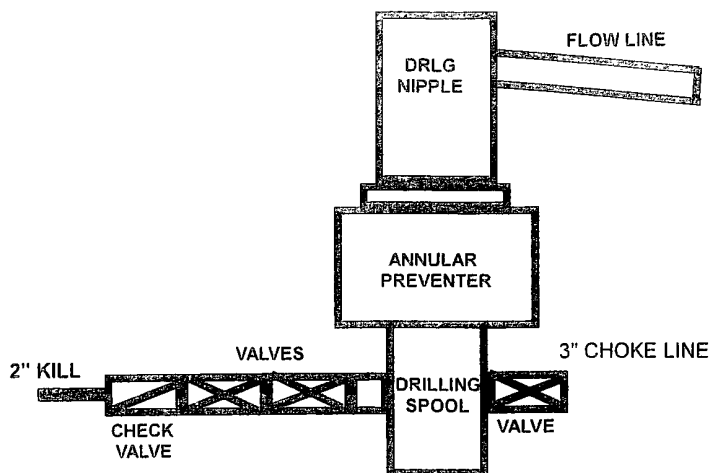 FLOW LINE
DRLG
NIPPLE
ANNULAR
PREVENTER
VALVES
3" CHOKE LINE
2" KILL
DRILLING
SPOOL
CHECK
VALVE
VALVE